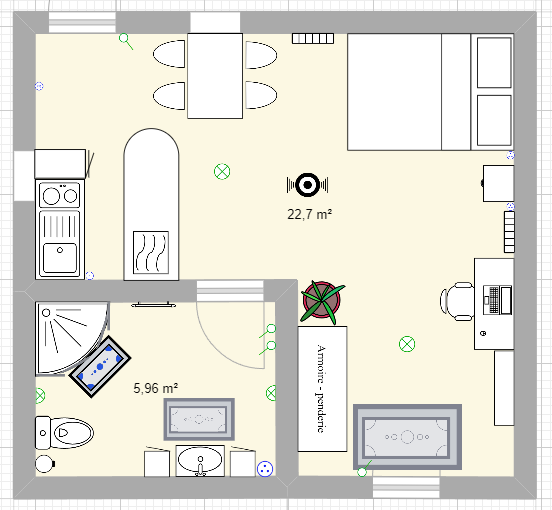 22,7 m²
Armoire - penderie
5,96 m²